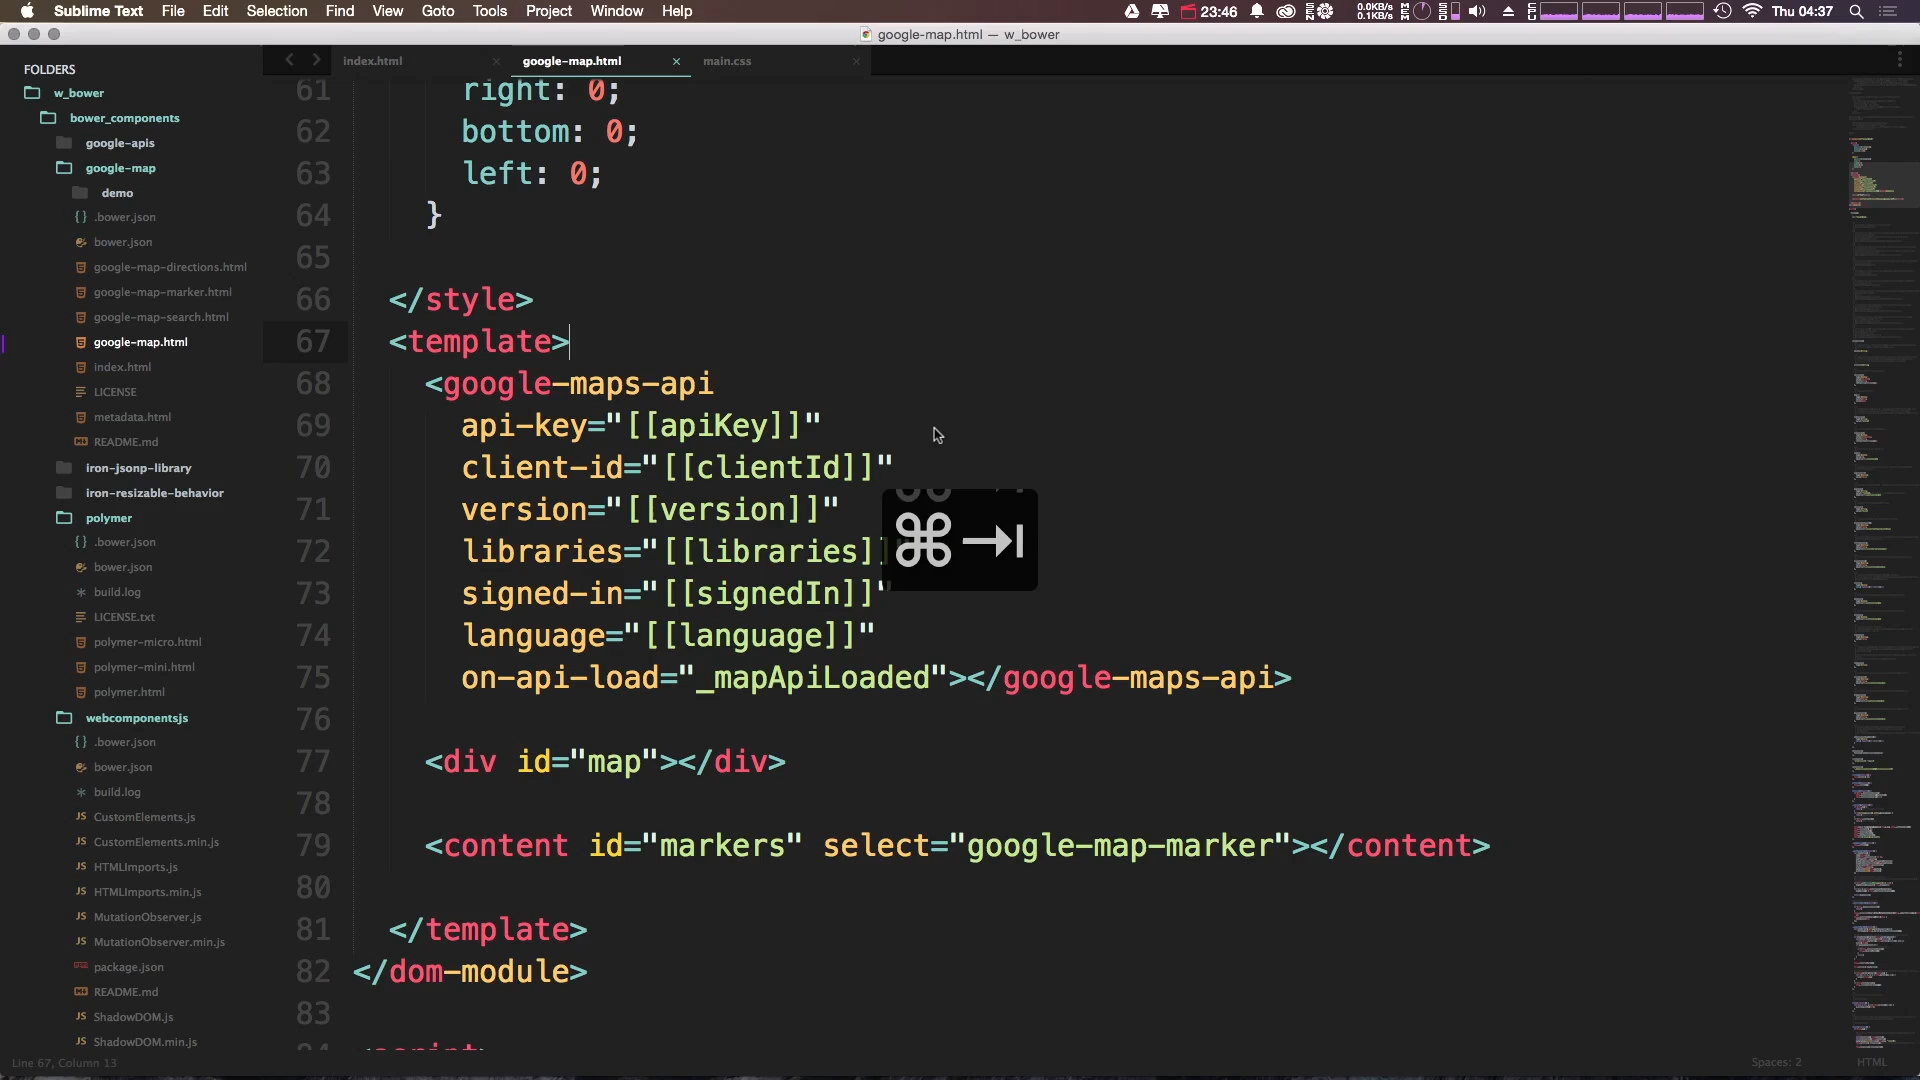 Sublime Text File Edit Selection Find View Goto Tools Project Window Help 23:46 0.0KB/s 0.1KB/s Thu 04:37
google-map.html — w_bower
FOLDERS
w_bower
bower_components
google-apis
google-map
demo
.bower.json
bower.json
google-map-directions.html
google-map-marker.html
google-map-search.html
google-map.html
index.html
LICENSE
metadata.html
README.md
iron-jsonp-library
iron-resizable-behavior
polymer
.bower.json
bower.json
build.log
LICENSE.txt
polymer-micro.html
polymer-mini.html
polymer.html
webcomponentsjs
.bower.json
bower.json
build.log
CustomElements.js
CustomElements.min.js
HTMLImports.js
HTMLImports.min.js
MutationObserver.js
MutationObserver.min.js
package.json
README.md
ShadowDOM.js
ShadowDOM.min.js
index.html google-map.html main.css
61 right: 0;
62 bottom: 0;
63 left: 0;
64 }
65
66 </style>
67 <template>
68 <google-maps-api
69 api-key="[[apiKey]]"
70 client-id="[[clientId]]"
71 version="[[version]]"
72 libraries="[[libraries]
73 signed-in="[[signedIn]]"
74 language="[[language]]"
75 on-api-load="_mapApiLoaded"></google-maps-api>
76
77 <div id="map"></div>
78
79 <content id="markers" select="google-map-marker"></content>
80
81 </template>
82 </dom-module>
83
84 <script>
⌘⇥
Line 67, Column 13 Spaces: 2 HTML